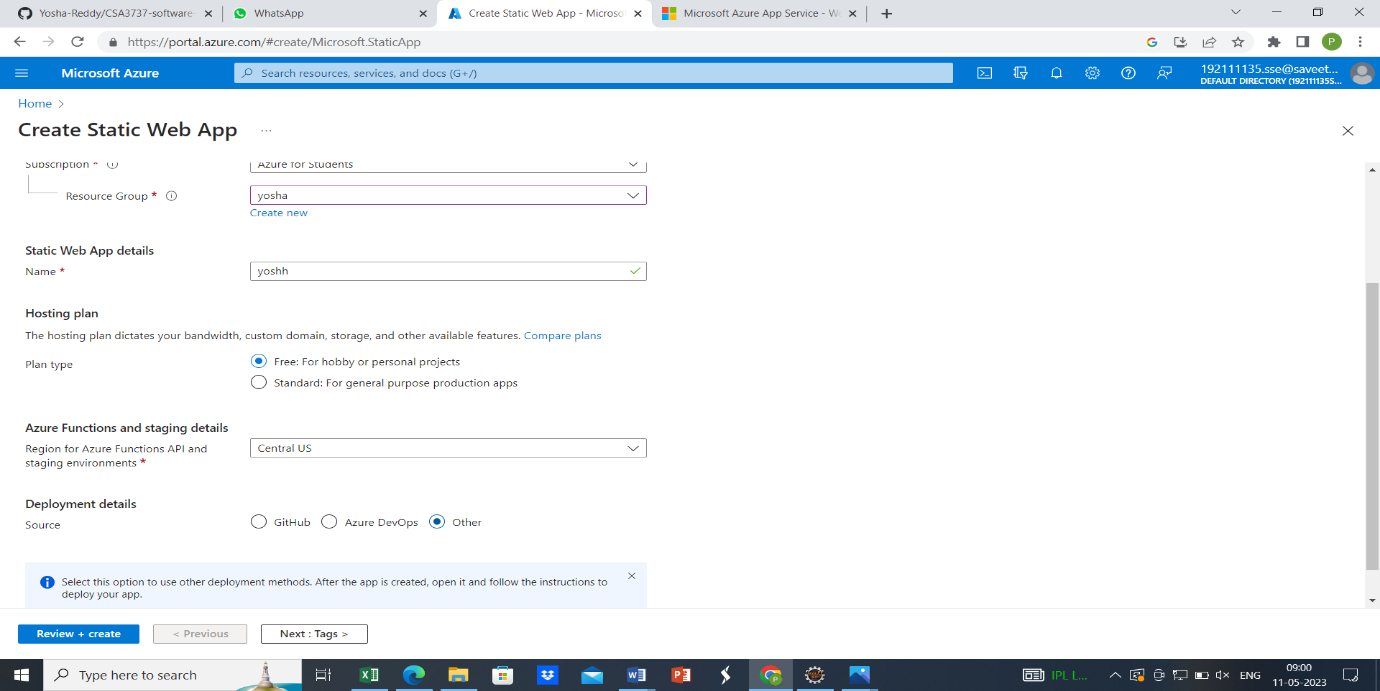 Yosha-Reddy/CSA3737-software
WhatsApp
Create Static Web App - Microso
Microsoft Azure App Service - W
https://portal.azure.com/#create/Microsoft.StaticApp
P
Microsoft Azure
Search resources, services, and docs (G+/)
192111135.sse@saveet...
DEFAULT DIRECTORY (192111135S...
Home >
Create Static Web App ...
Subscription *
Azure for Students
Resource Group *
yosha
Create new
Static Web App details
Name *
yoshh
Hosting plan
The hosting plan dictates your bandwidth, custom domain, storage, and other available features. Compare plans
Plan type
Free: For hobby or personal projects
Standard: For general purpose production apps
Azure Functions and staging details
Region for Azure Functions API and
staging environments *
Central US
Deployment details
Source
GitHub
Azure DevOps
Other
Select this option to use other deployment methods. After the app is created, open it and follow the instructions to
deploy your app.
Review + create
< Previous
Next : Tags >
Type here to search
IPL L...
ENG
09:00
11-05-2023